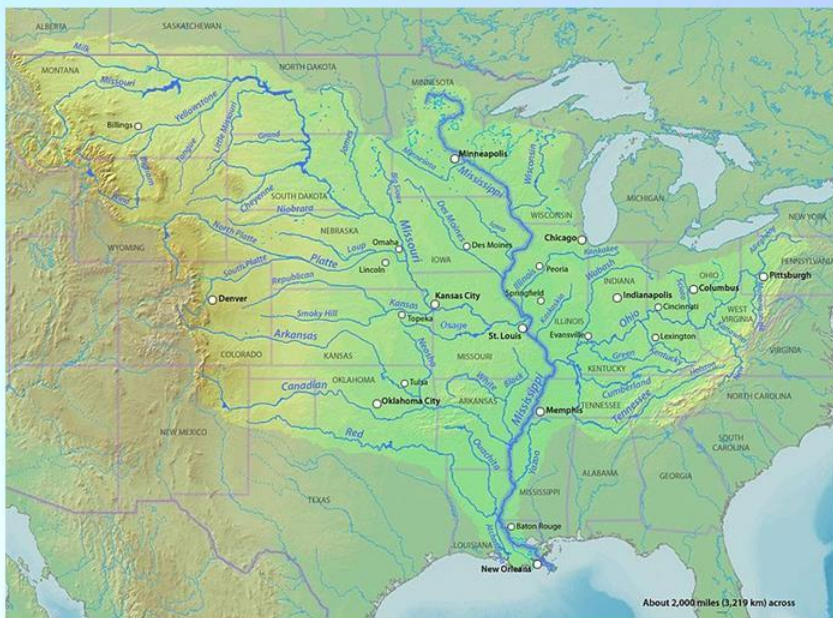 ALBERTA
SASKATCHEWAN
Milk
MONTANA
NORTH DAKOTA
MINNESOTA
Missouri
Yellowstone
Little Missouri
Billings
Tongue
Grand
James
Minnesota
Minneapolis
Wisconsin
Mississippi
Bighorn
Wind
Cheyenne
SOUTH DAKOTA
Big Sioux
WISCONSIN
MICHIGAN
NEW YORK
Niobrara
Missouri
Des Moines
Iowa
Chicago
Allegheny
WYOMING
North Platte
NEBRASKA
Loup
Omaha
IOWA
Des Moines
Kankakee
PENNSYLVANIA
South Platte
Platte
Lincoln
Illinois
Peoria
Wabash
INDIANA
OHIO
Pittsburgh
Denver
Republican
Kansas City
Springfield
Kaskaskia
Indianapolis
Columbus
Scioto
Cincinnati
WEST VIRGINIA
Smoky Hill
Kansas
Topeka
Osage
St. Louis
ILLINOIS
Ohio
Evansville
Lexington
VIRGINIA
Arkansas
COLORADO
KANSAS
Neosho
MISSOURI
Green
Kentucky
KENTUCKY
Canadian
OKLAHOMA
Tulsa
White
Black
Mississippi
Cumberland
Oklahoma City
ARKANSAS
Memphis
TENNESSEE
Tennessee
NORTH CAROLINA
NEW MEXICO
Red
Ouachita
Yazoo
SOUTH CAROLINA
TEXAS
MISSISSIPPI
ALABAMA
GEORGIA
Baton Rouge
LOUISIANA
New Orleans
About 2,000 miles (3,219 km) across